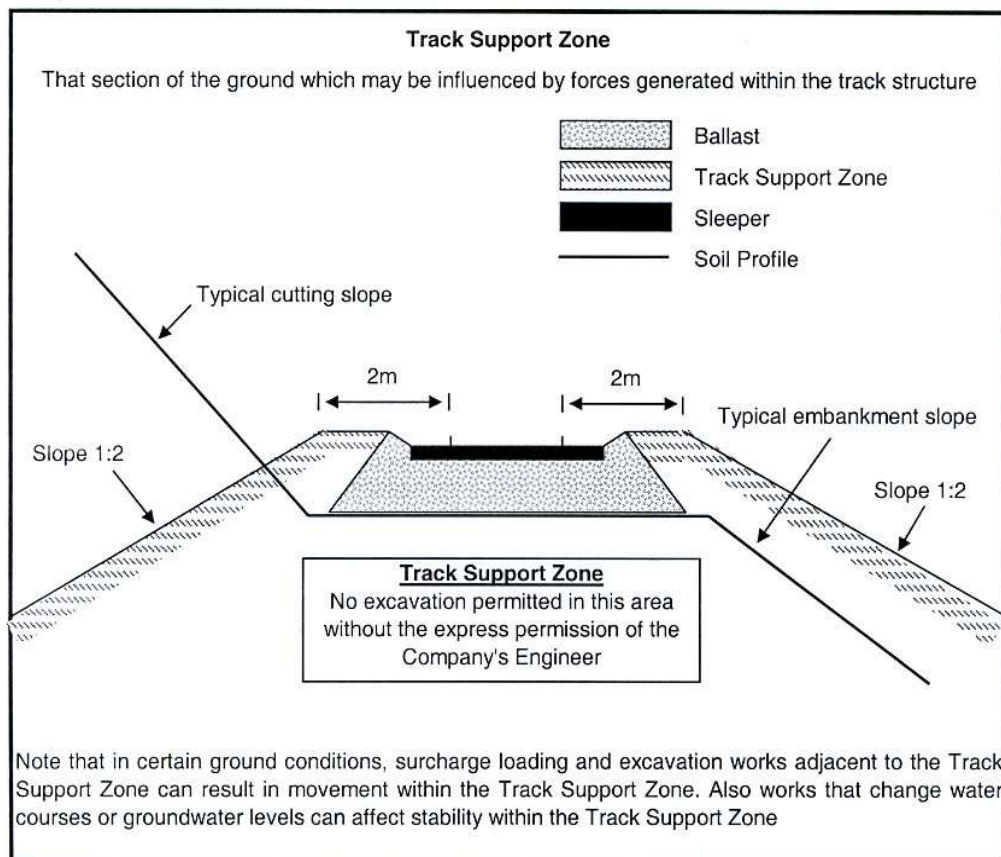 Track Support Zone
That section of the ground which may be influenced by forces generated within the track structure
Ballast
Track Support Zone
Sleeper
Soil Profile
Typical cutting slope
2m
2m
Typical embankment slope
Slope 1:2
Slope 1:2
Track Support Zone
No excavation permitted in this area
without the express permission of the
Company's Engineer
Note that in certain ground conditions, surcharge loading and excavation works adjacent to the Track
Support Zone can result in movement within the Track Support Zone. Also works that change water
courses or groundwater levels can affect stability within the Track Support Zone